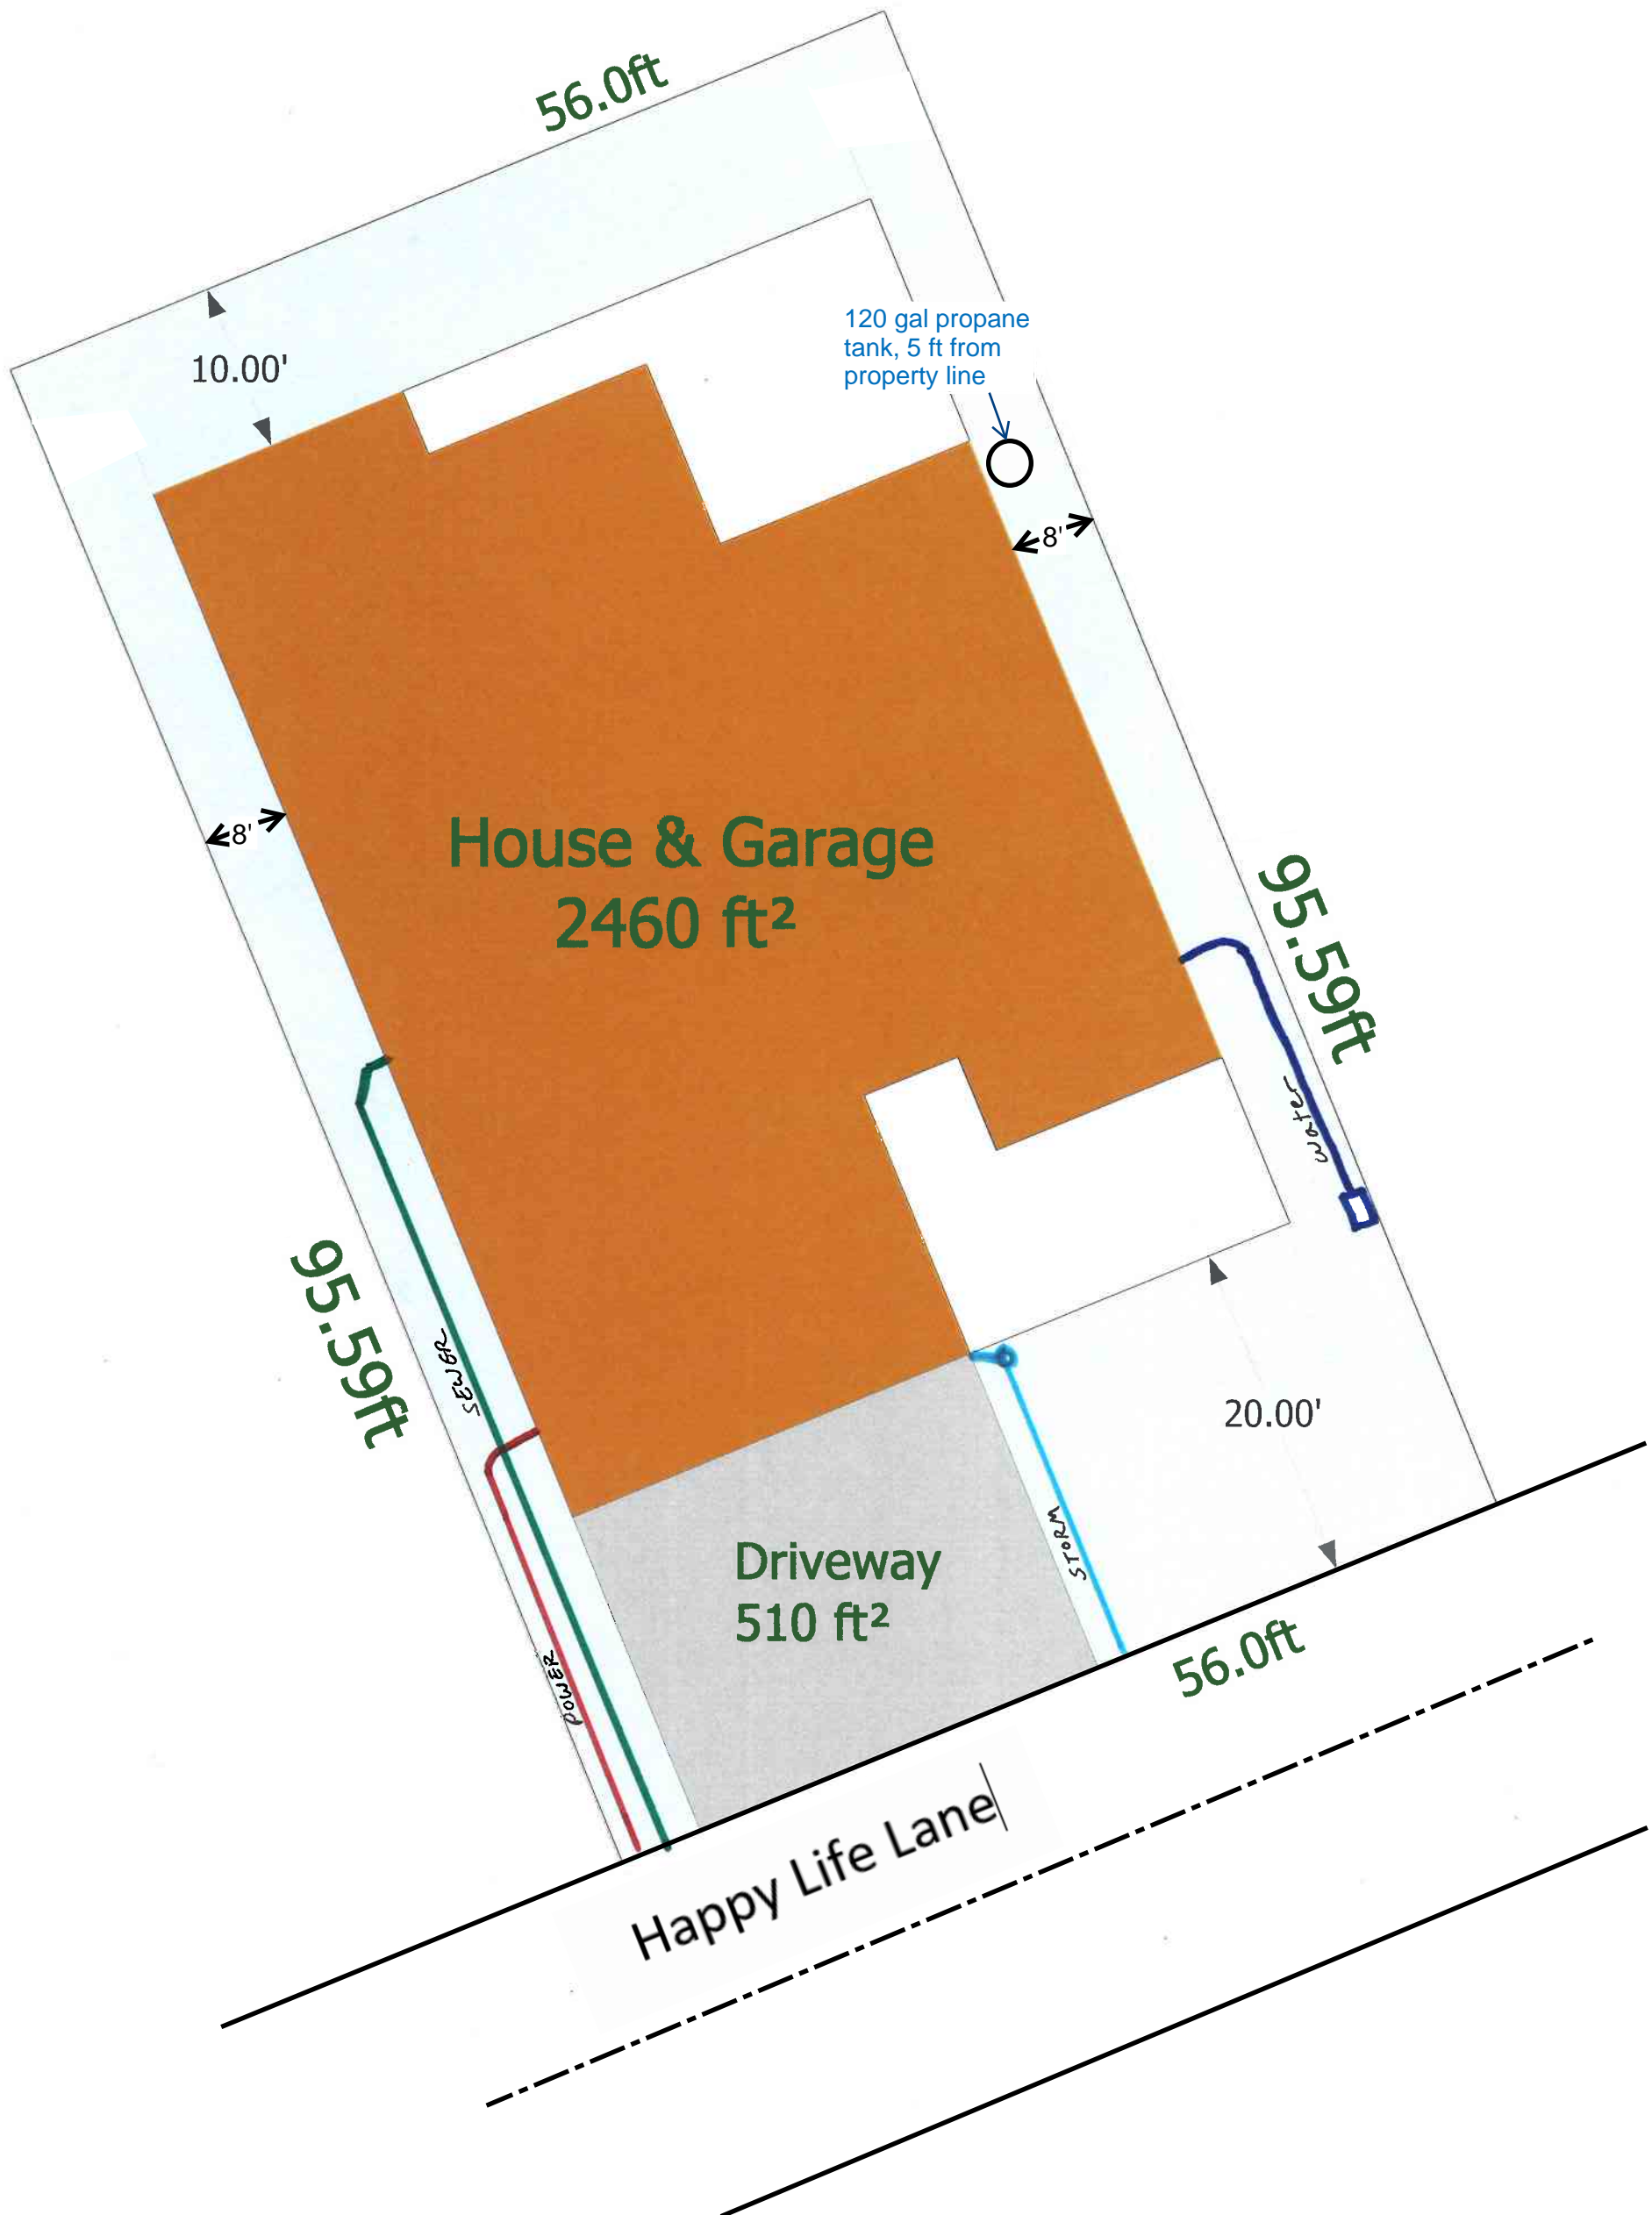 56.0ft
10.00'
120 gal propane
tank, 5 ft from
property line
8'
8'
House & Garage
2460 ft²
95.59ft
water
95.59ft
SEWER
20.00'
STORM
Driveway
510 ft²
POWER
56.0ft
Happy Life Lane